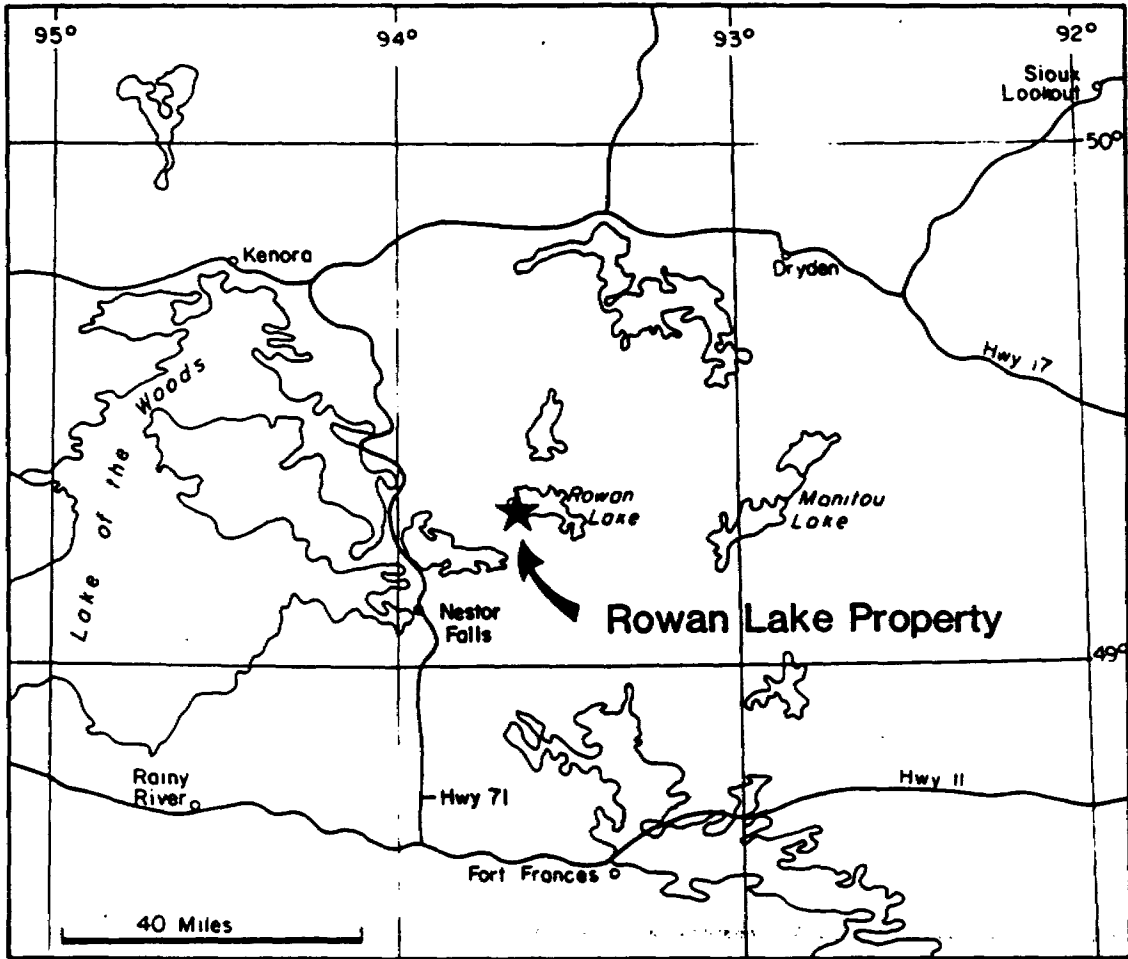 95°
94°
93°
92°
Sioux
Lookout
50°
Kenora
Dryden
Hwy 17
Lake of the Woods
Rowan
Lake
Manitou
Lake
Nestor
Falls
Rowan Lake Property
49°
Rainy
River
Hwy 71
Hwy 11
Fort Frances
40 Miles